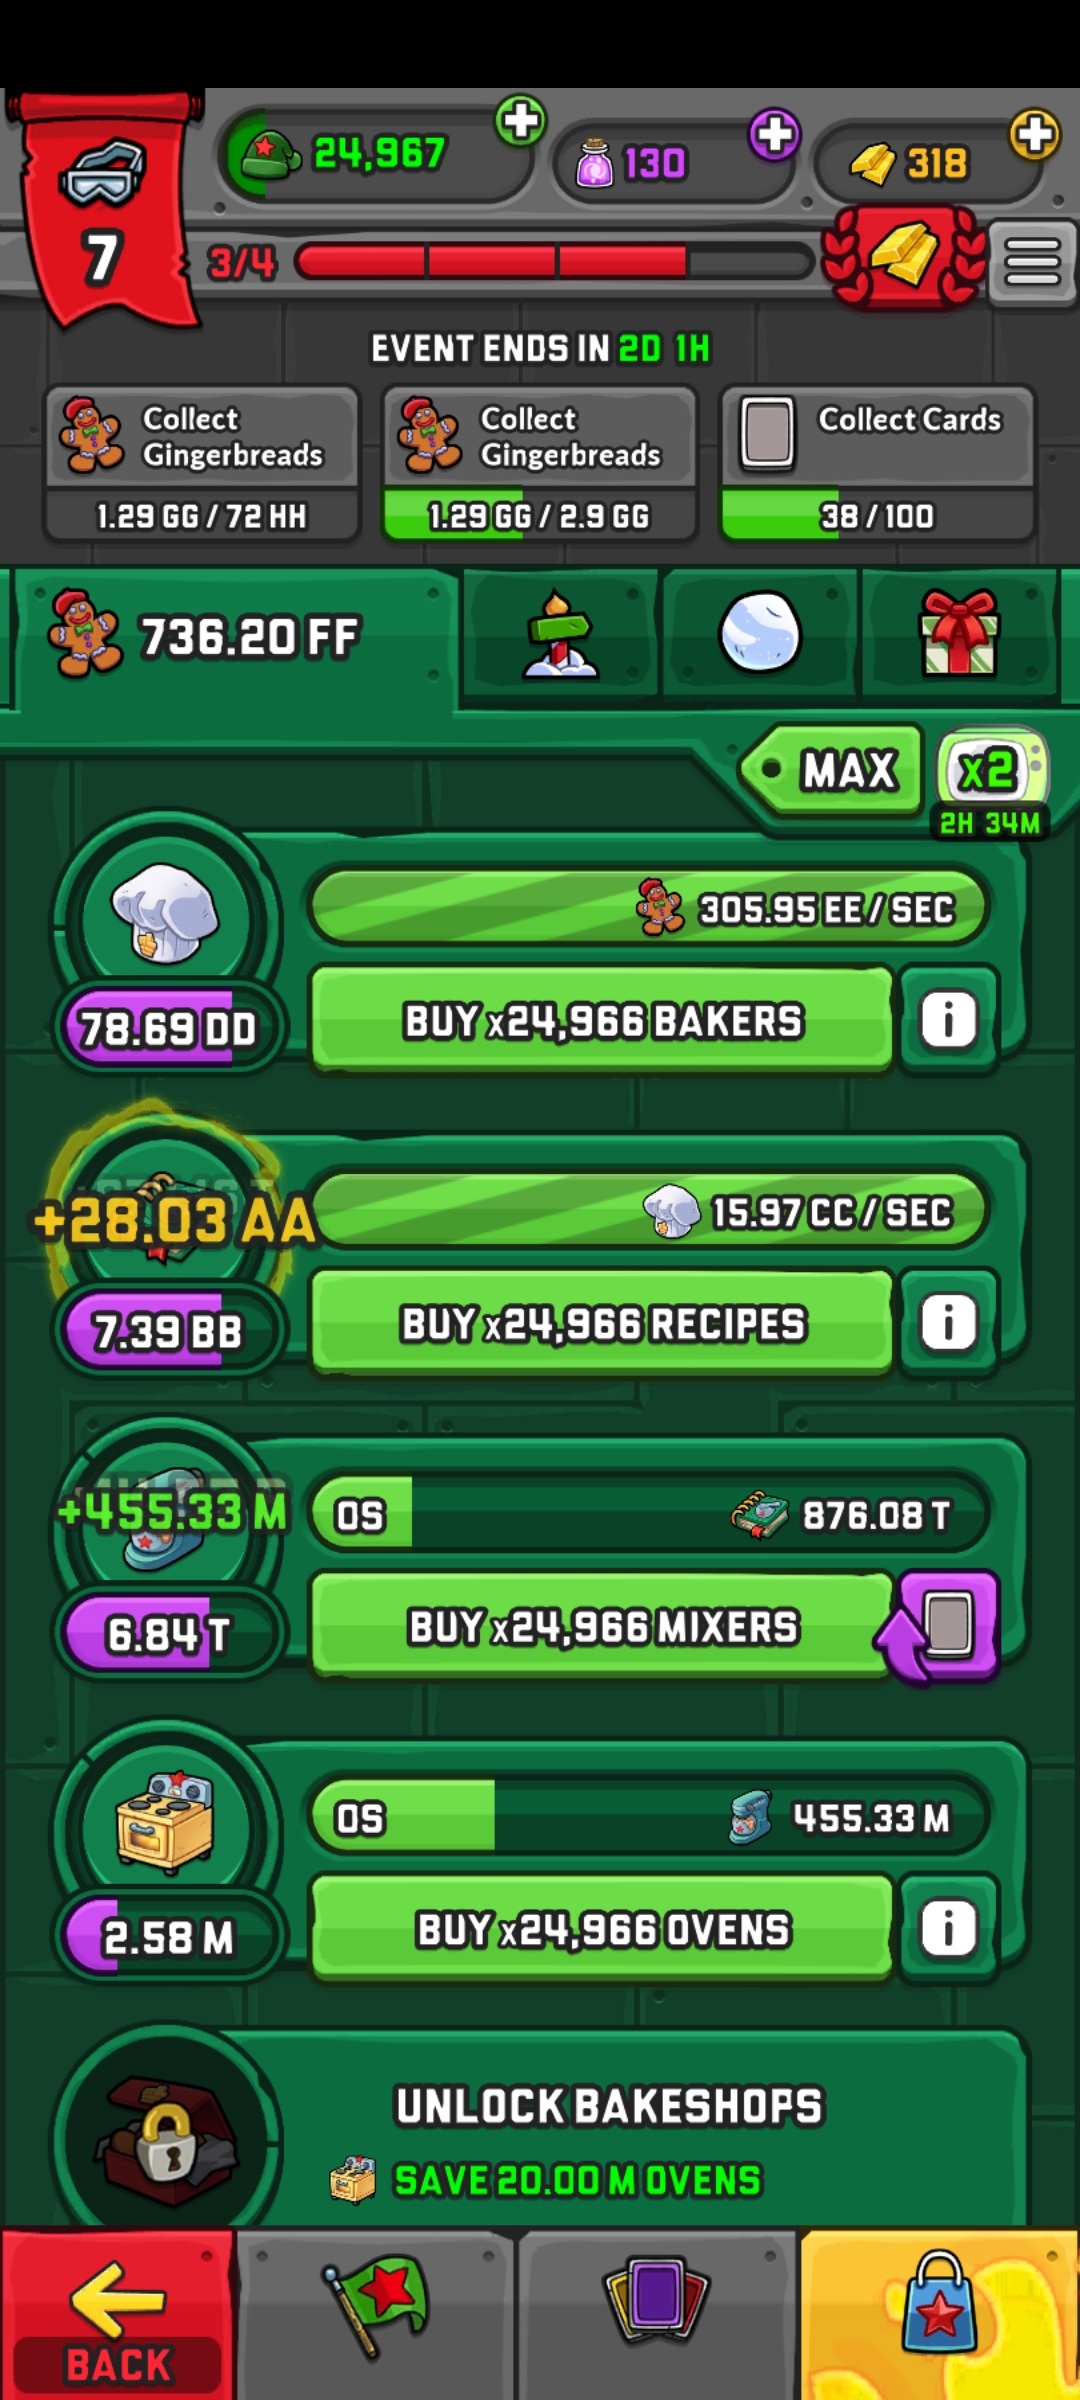 24,967
130
318
7
3/4
EVENT ENDS IN 2D 1H
Collect Gingerbreads
1.29 GG / 72 HH
Collect Gingerbreads
1.29 GG / 2.9 GG
Collect Cards
38 / 100
736.20 FF
MAX
x2
2H 34M
305.95 EE / SEC
78.69 DD
BUY x24,966 BAKERS
i
+28.03 AA
15.97 CC / SEC
7.39 BB
BUY x24,966 RECIPES
i
+455.33 M
0S
876.08 T
6.84 T
BUY x24,966 MIXERS
0S
455.33 M
2.58 M
BUY x24,966 OVENS
i
UNLOCK BAKESHOPS
SAVE 20.00 M OVENS
BACK